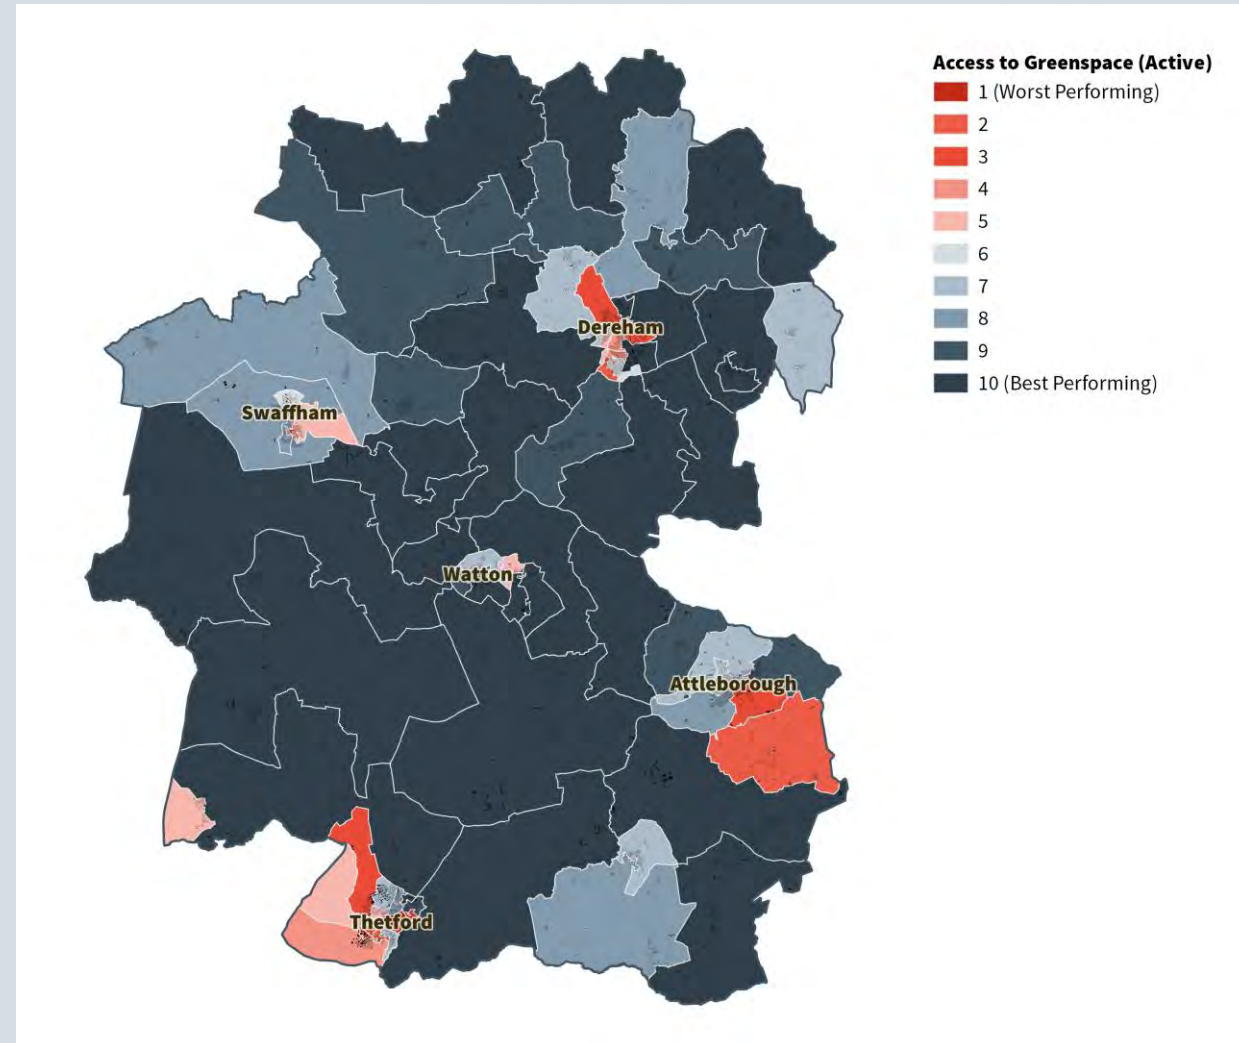 Access to Greenspace (Active)
1 (Worst Performing)
2
3
4
5
6
7
8
9
10 (Best Performing)
Dereham
Swaffham
Watton
Attleborough
Thetford